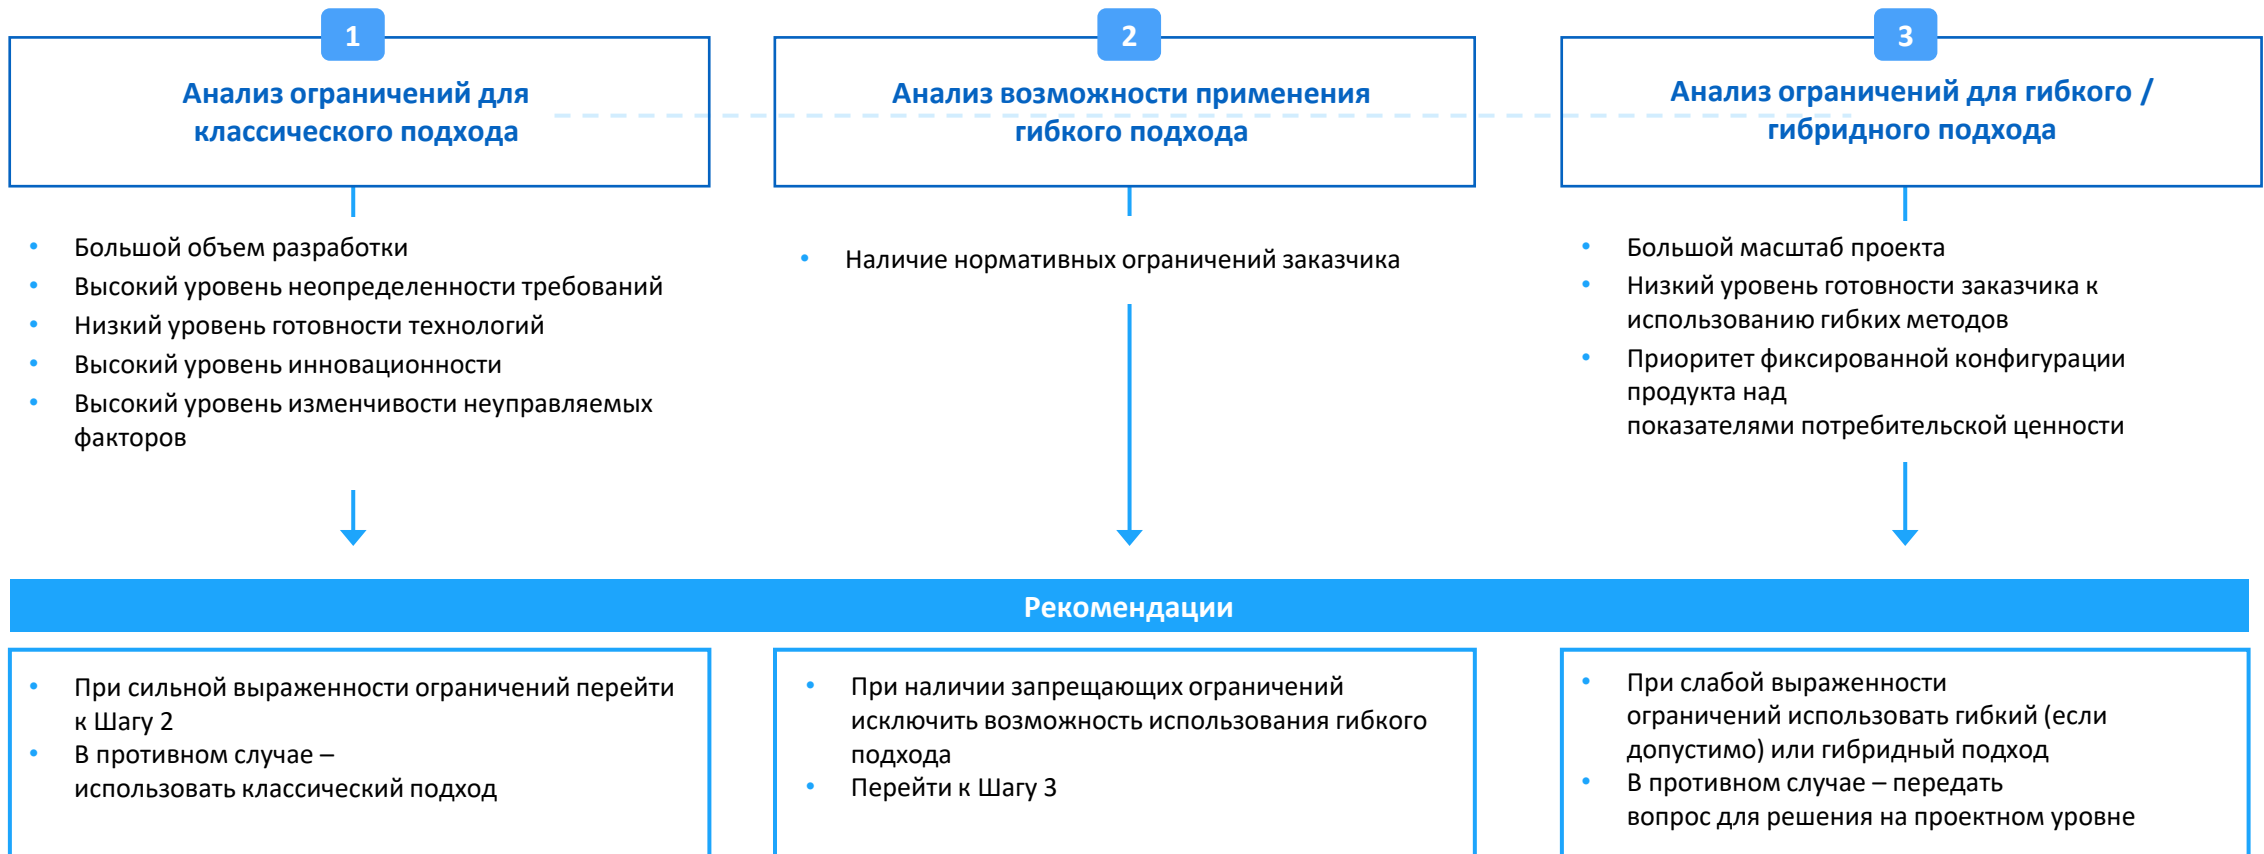 1
Анализ ограничений для
классического подхода
• Большой объем разработки
• Высокий уровень неопределенности требований
• Низкий уровень готовности технологий
• Высокий уровень инновационности
• Высокий уровень изменчивости неуправляемых
факторов
2
Анализ возможности применения
гибкого подхода
• Наличие нормативных ограничений заказчика
3
Анализ ограничений для гибкого /
гибридного подхода
• Большой масштаб проекта
• Низкий уровень готовности заказчика к
использованию гибких методов
• Приоритет фиксированной конфигурации
продукта над
показателями потребительской ценности
Рекомендации
• При сильной выраженности ограничений перейти
к Шагу 2
• В противном случае –
использовать классический подход
• При наличии запрещающих ограничений
исключить возможность использования гибкого
подхода
• Перейти к Шагу 3
• При слабой выраженности
ограничений использовать гибкий (если
допустимо) или гибридный подход
• В противном случае – передать
вопрос для решения на проектном уровне